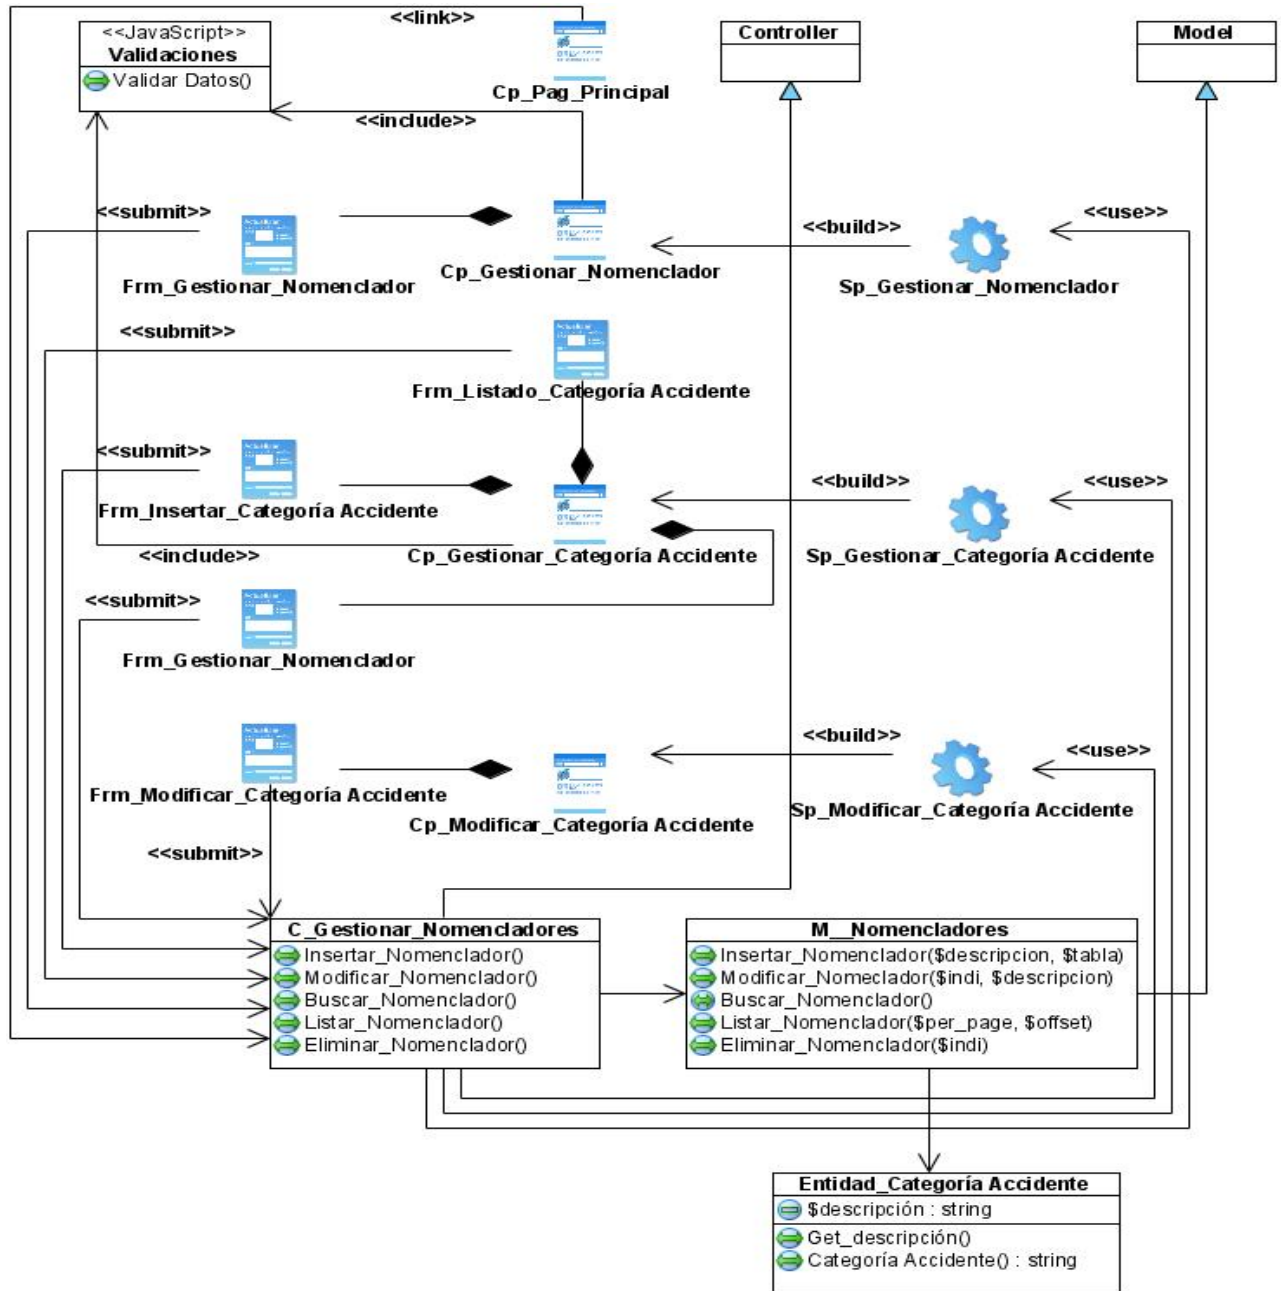 <<link>>
<<JavaScript>>
Validaciones
Validar Datos()
Cp_Pag_Principal
Controller
Model
<<include>>
<<submit>>
Frm_Gestionar_Nomenclador
Cp_Gestionar_Nomenclador
<<build>>
Sp_Gestionar_Nomenclador
<<use>>
<<submit>>
Frm_Listado_Categoría Accidente
<<submit>>
Frm_Insertar_Categoría Accidente
<<include>>
Cp_Gestionar_Categoría Accidente
<<build>>
Sp_Gestionar_Categoría Accidente
<<use>>
<<submit>>
Frm_Gestionar_Nomenclador
Frm_Modificar_Categoría Accidente
<<submit>>
Cp_Modificar_Categoría Accidente
<<build>>
Sp_Modificar_Categoría Accidente
<<use>>
C_Gestionar_Nomencladores
Insertar_Nomenclador()
Modificar_Nomenclador()
Buscar_Nomenclador()
Listar_Nomenclador()
Eliminar_Nomenclador()
M__Nomencladores
Insertar_Nomenclador($descripcion, $tabla)
Modificar_Nomeclador($indi, $descripcion)
Buscar_Nomenclador()
Listar_Nomenclador($per_page, $offset)
Eliminar_Nomenclador($indi)
Entidad_Categoría Accidente
$descripción : string
Get_descripción()
Categoría Accidente() : string